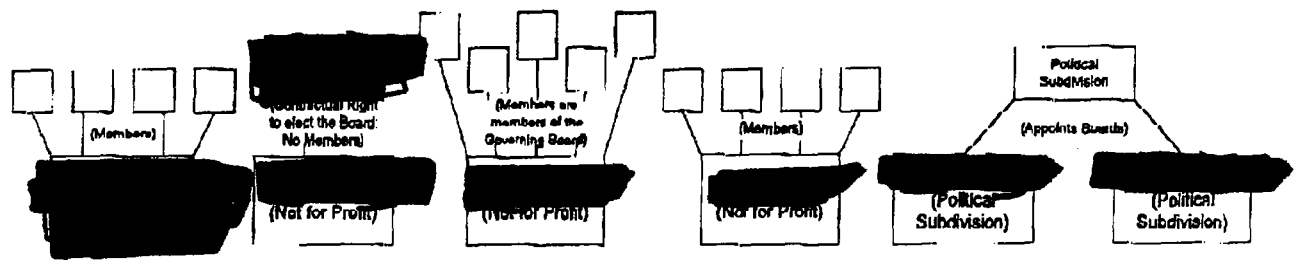 (Members)
(Contractual Right
to elect the Board:
No Members)
(Not for Profit)
(Members are
members of the
Governing Board)
(Not for Profit)
(Members)
(Not for Profit)
Political
Subdivision
(Appoints Boards)
(Political
Subdivision)
(Political
Subdivision)